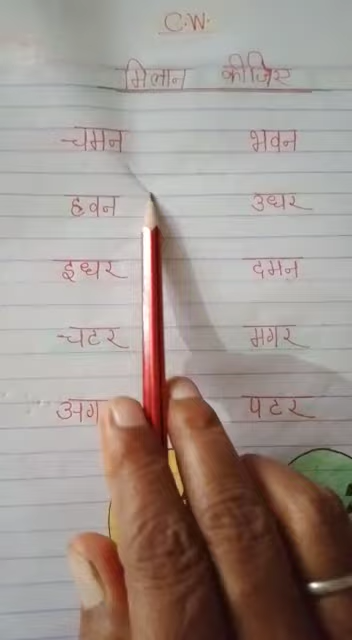 C.W.
मिलान कीजिए
चमन भवन
हवन उधर
इधर दमन
चटर मगर
पटर